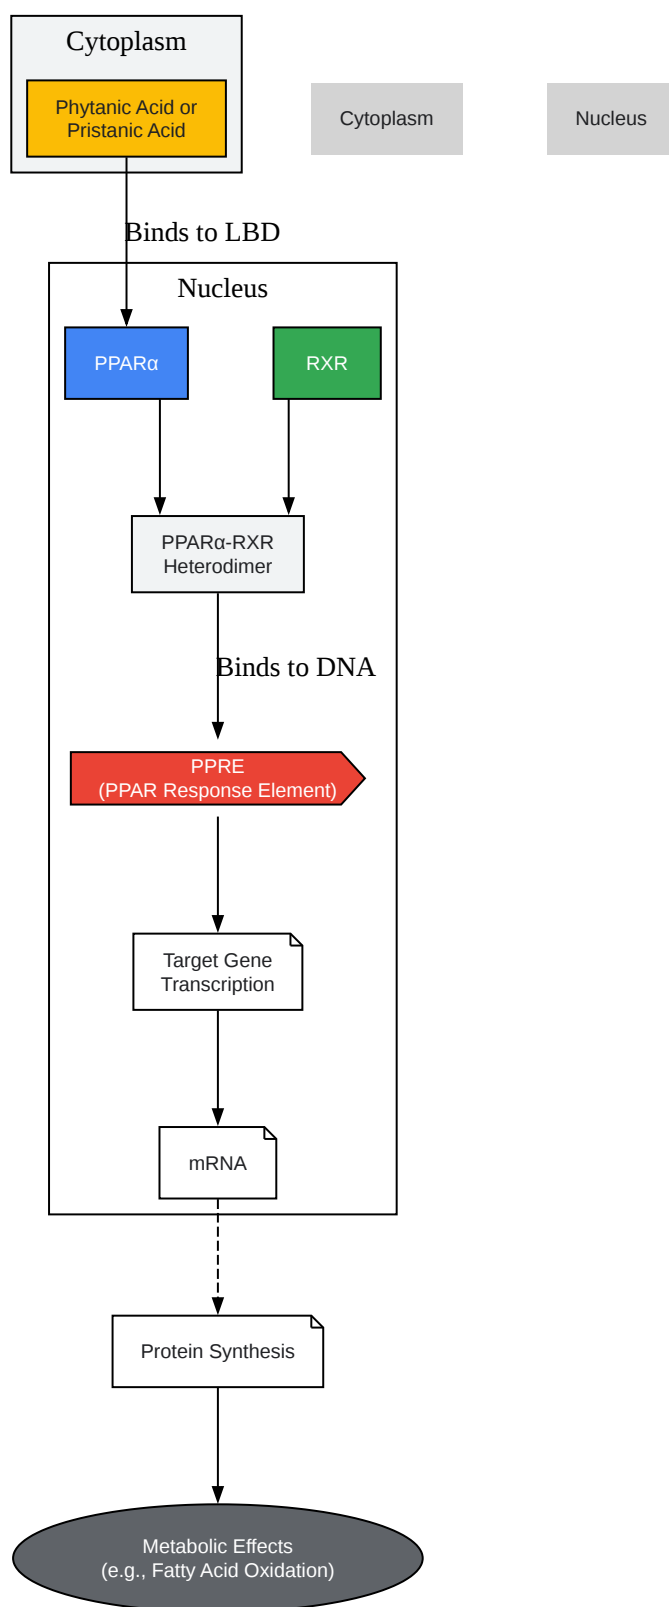 Cytoplasm
Phytanic Acid or
Pristanic Acid
Cytoplasm
Nucleus
Binds to LBD
Nucleus
PPARα
RXR
PPARα-RXR
Heterodimer
Binds to DNA
PPRE
(PPAR Response Element)
Target Gene
Transcription
mRNA
Protein Synthesis
Metabolic Effects
(e.g., Fatty Acid Oxidation)